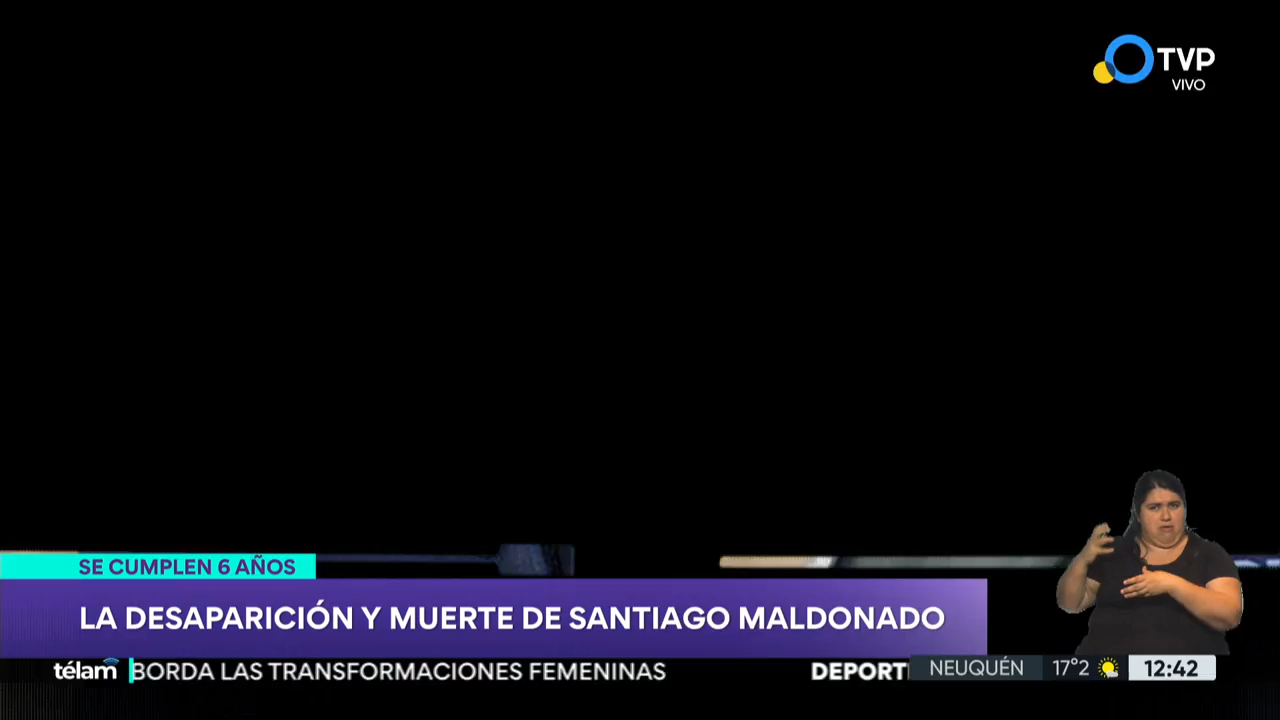 TVP
VIVO
SE CUMPLEN 6 AÑOS
LA DESAPARICIÓN Y MUERTE DE SANTIAGO MALDONADO
télam BORDA LAS TRANSFORMACIONES FEMENINAS DEPORT NEUQUÉN 17°2 12:42